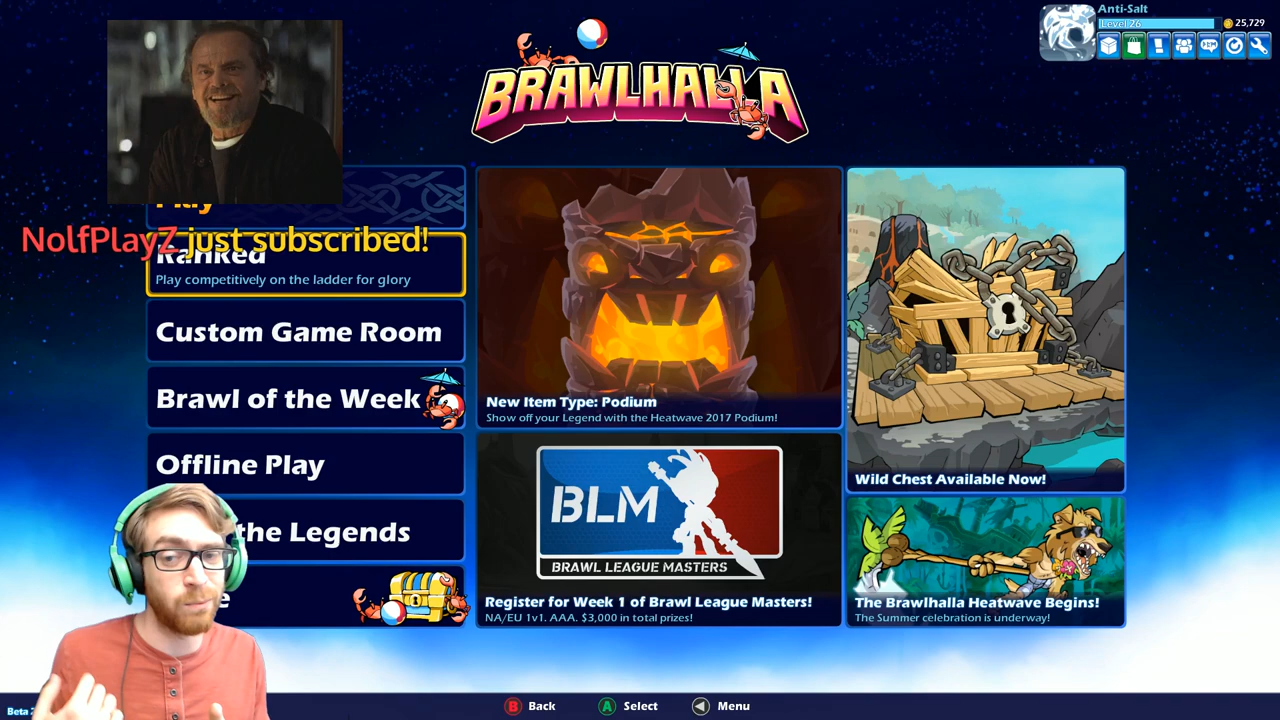 Anti-Salt
Level 26
25,729
BRAWLHALLA
Play
NolfPlayZ just subscribed!
Ranked
Play competitively on the ladder for glory
Custom Game Room
Brawl of the Week
Offline Play
the Legends
New Item Type: Podium
Show off your Legend with the Heatwave 2017 Podium!
BLM
BRAWL LEAGUE MASTERS
Register for Week 1 of Brawl League Masters!
NA/EU 1v1. AAA. $3,000 in total prizes!
Wild Chest Available Now!
The Brawlhalla Heatwave Begins!
The Summer celebration is underway!
Beta
B Back
A Select
Menu